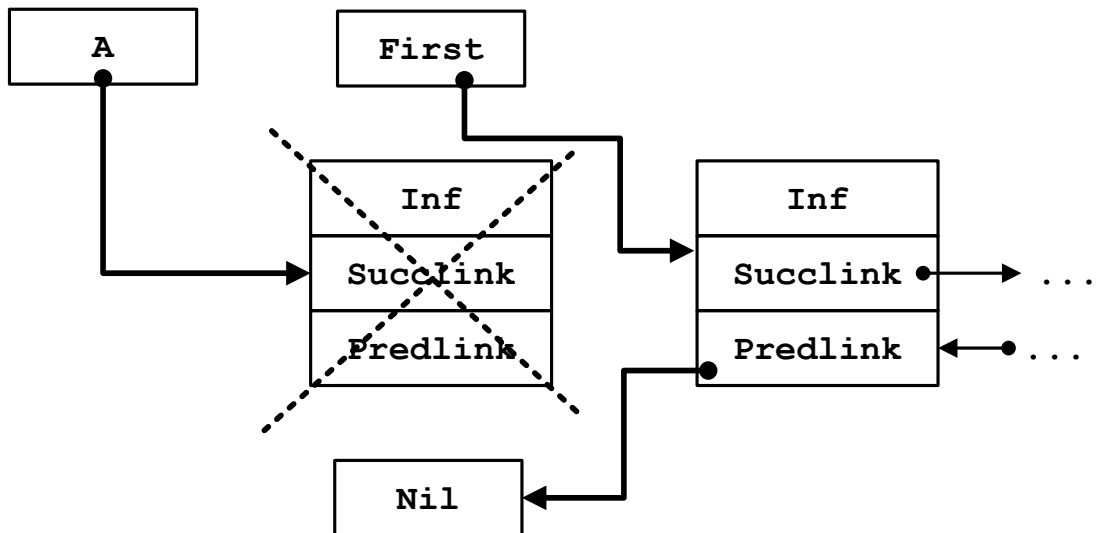 A
First
Inf
Succlink
Predlink
Inf
Succlink
...
Predlink
...
Nil